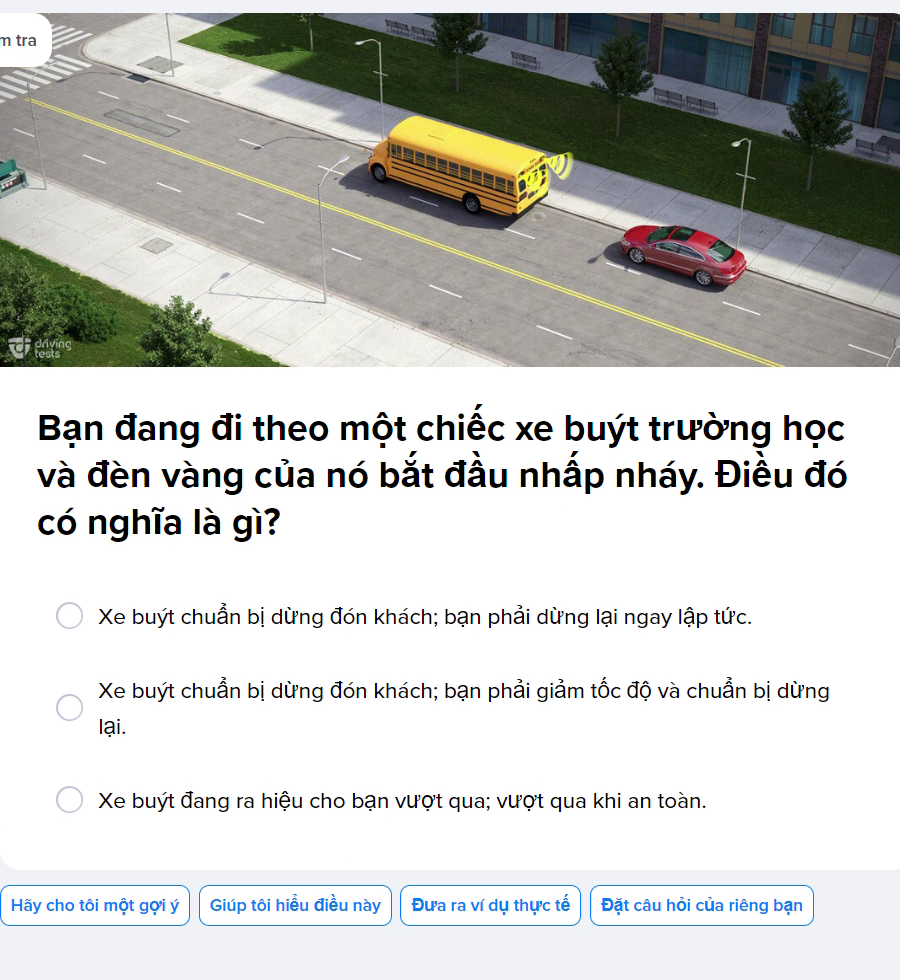 m tra
driving
tests
Bạn đang đi theo một chiếc xe buýt trường học
và đèn vàng của nó bắt đầu nhấp nháy. Điều đó
có nghĩa là gì?
Xe buýt chuẩn bị dừng đón khách; bạn phải dừng lại ngay lập tức.
Xe buýt chuẩn bị dừng đón khách; bạn phải giảm tốc độ và chuẩn bị dừng
lại.
Xe buýt đang ra hiệu cho bạn vượt qua; vượt qua khi an toàn.
Hãy cho tôi một gợi ý
Giúp tôi hiểu điều này
Đưa ra ví dụ thực tế
Đặt câu hỏi của riêng bạn